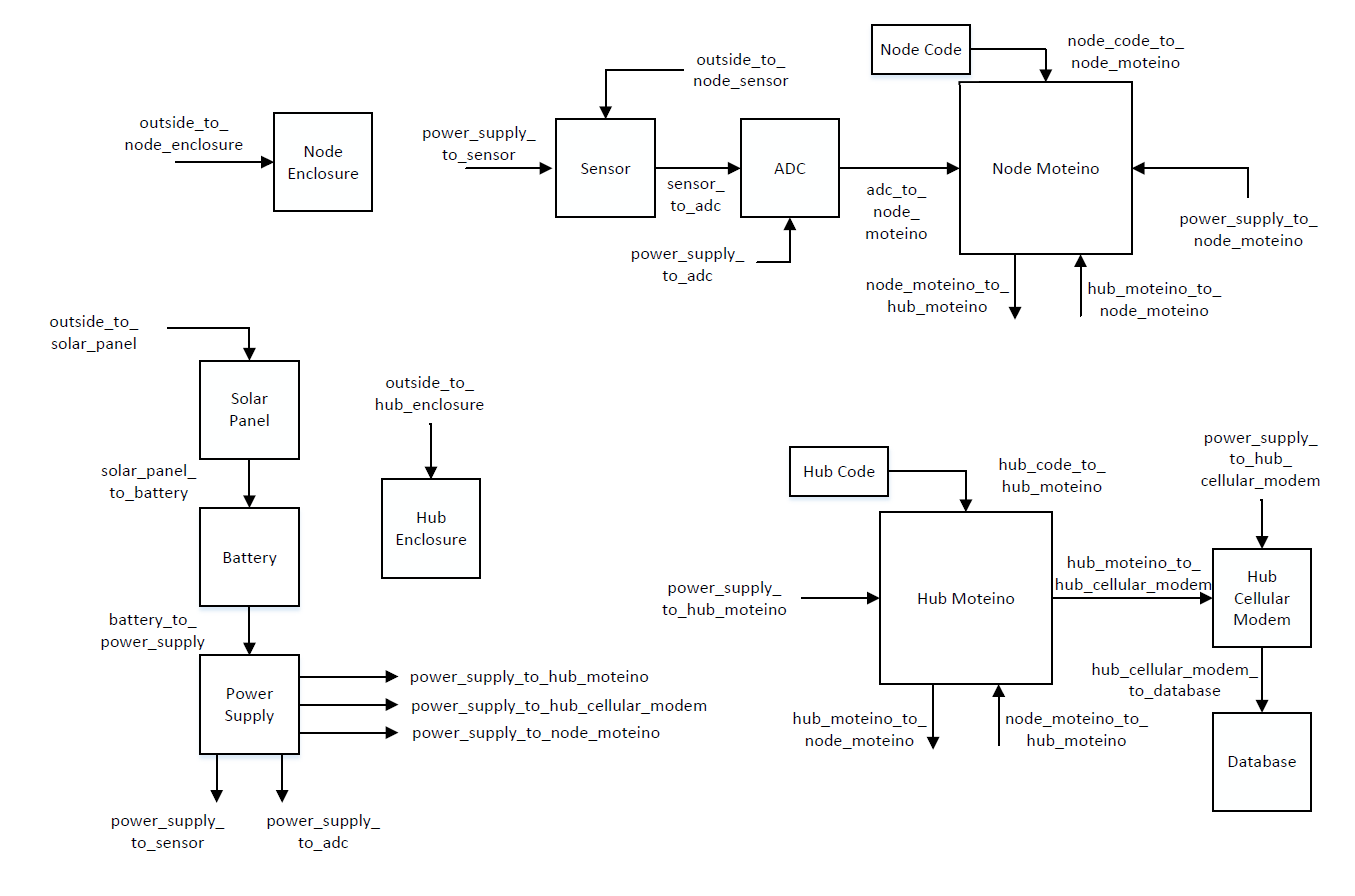 Node Code
node_code_to_
node_moteino
outside_to_
node_sensor
outside_to_
node_enclosure
Node
Enclosure
power_supply_
to_sensor
Sensor
sensor_
to_adc
ADC
power_supply_
to_adc
adc_to_
node_
moteino
Node Moteino
power_supply_to_
node_moteino
node_moteino_to_
hub_moteino
hub_moteino_to_
node_moteino
outside_to_
solar_panel
Solar
Panel
solar_panel_
to_battery
Battery
battery_to_
power_supply
Power
Supply
power_supply_to_hub_moteino
power_supply_to_hub_cellular_modem
power_supply_to_node_moteino
power_supply_
to_sensor
power_supply_
to_adc
outside_to_
hub_enclosure
Hub
Enclosure
Hub Code
hub_code_to_
hub_moteino
power_supply_
to_hub_moteino
Hub Moteino
hub_moteino_to_
hub_cellular_modem
power_supply_
to_hub_
cellular_modem
Hub
Cellular
Modem
hub_moteino_to_
node_moteino
node_moteino_to_
hub_moteino
hub_cellular_modem_
to_database
Database